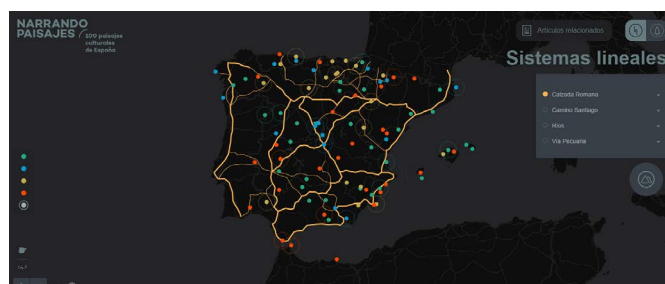 NARRANDO
PAISAJES / 100 paisajes
culturales
de España
Artículos relacionados
Sistemas lineales
Calzada Romana
Camino Santiago
Ríos
Vía Pecuaria